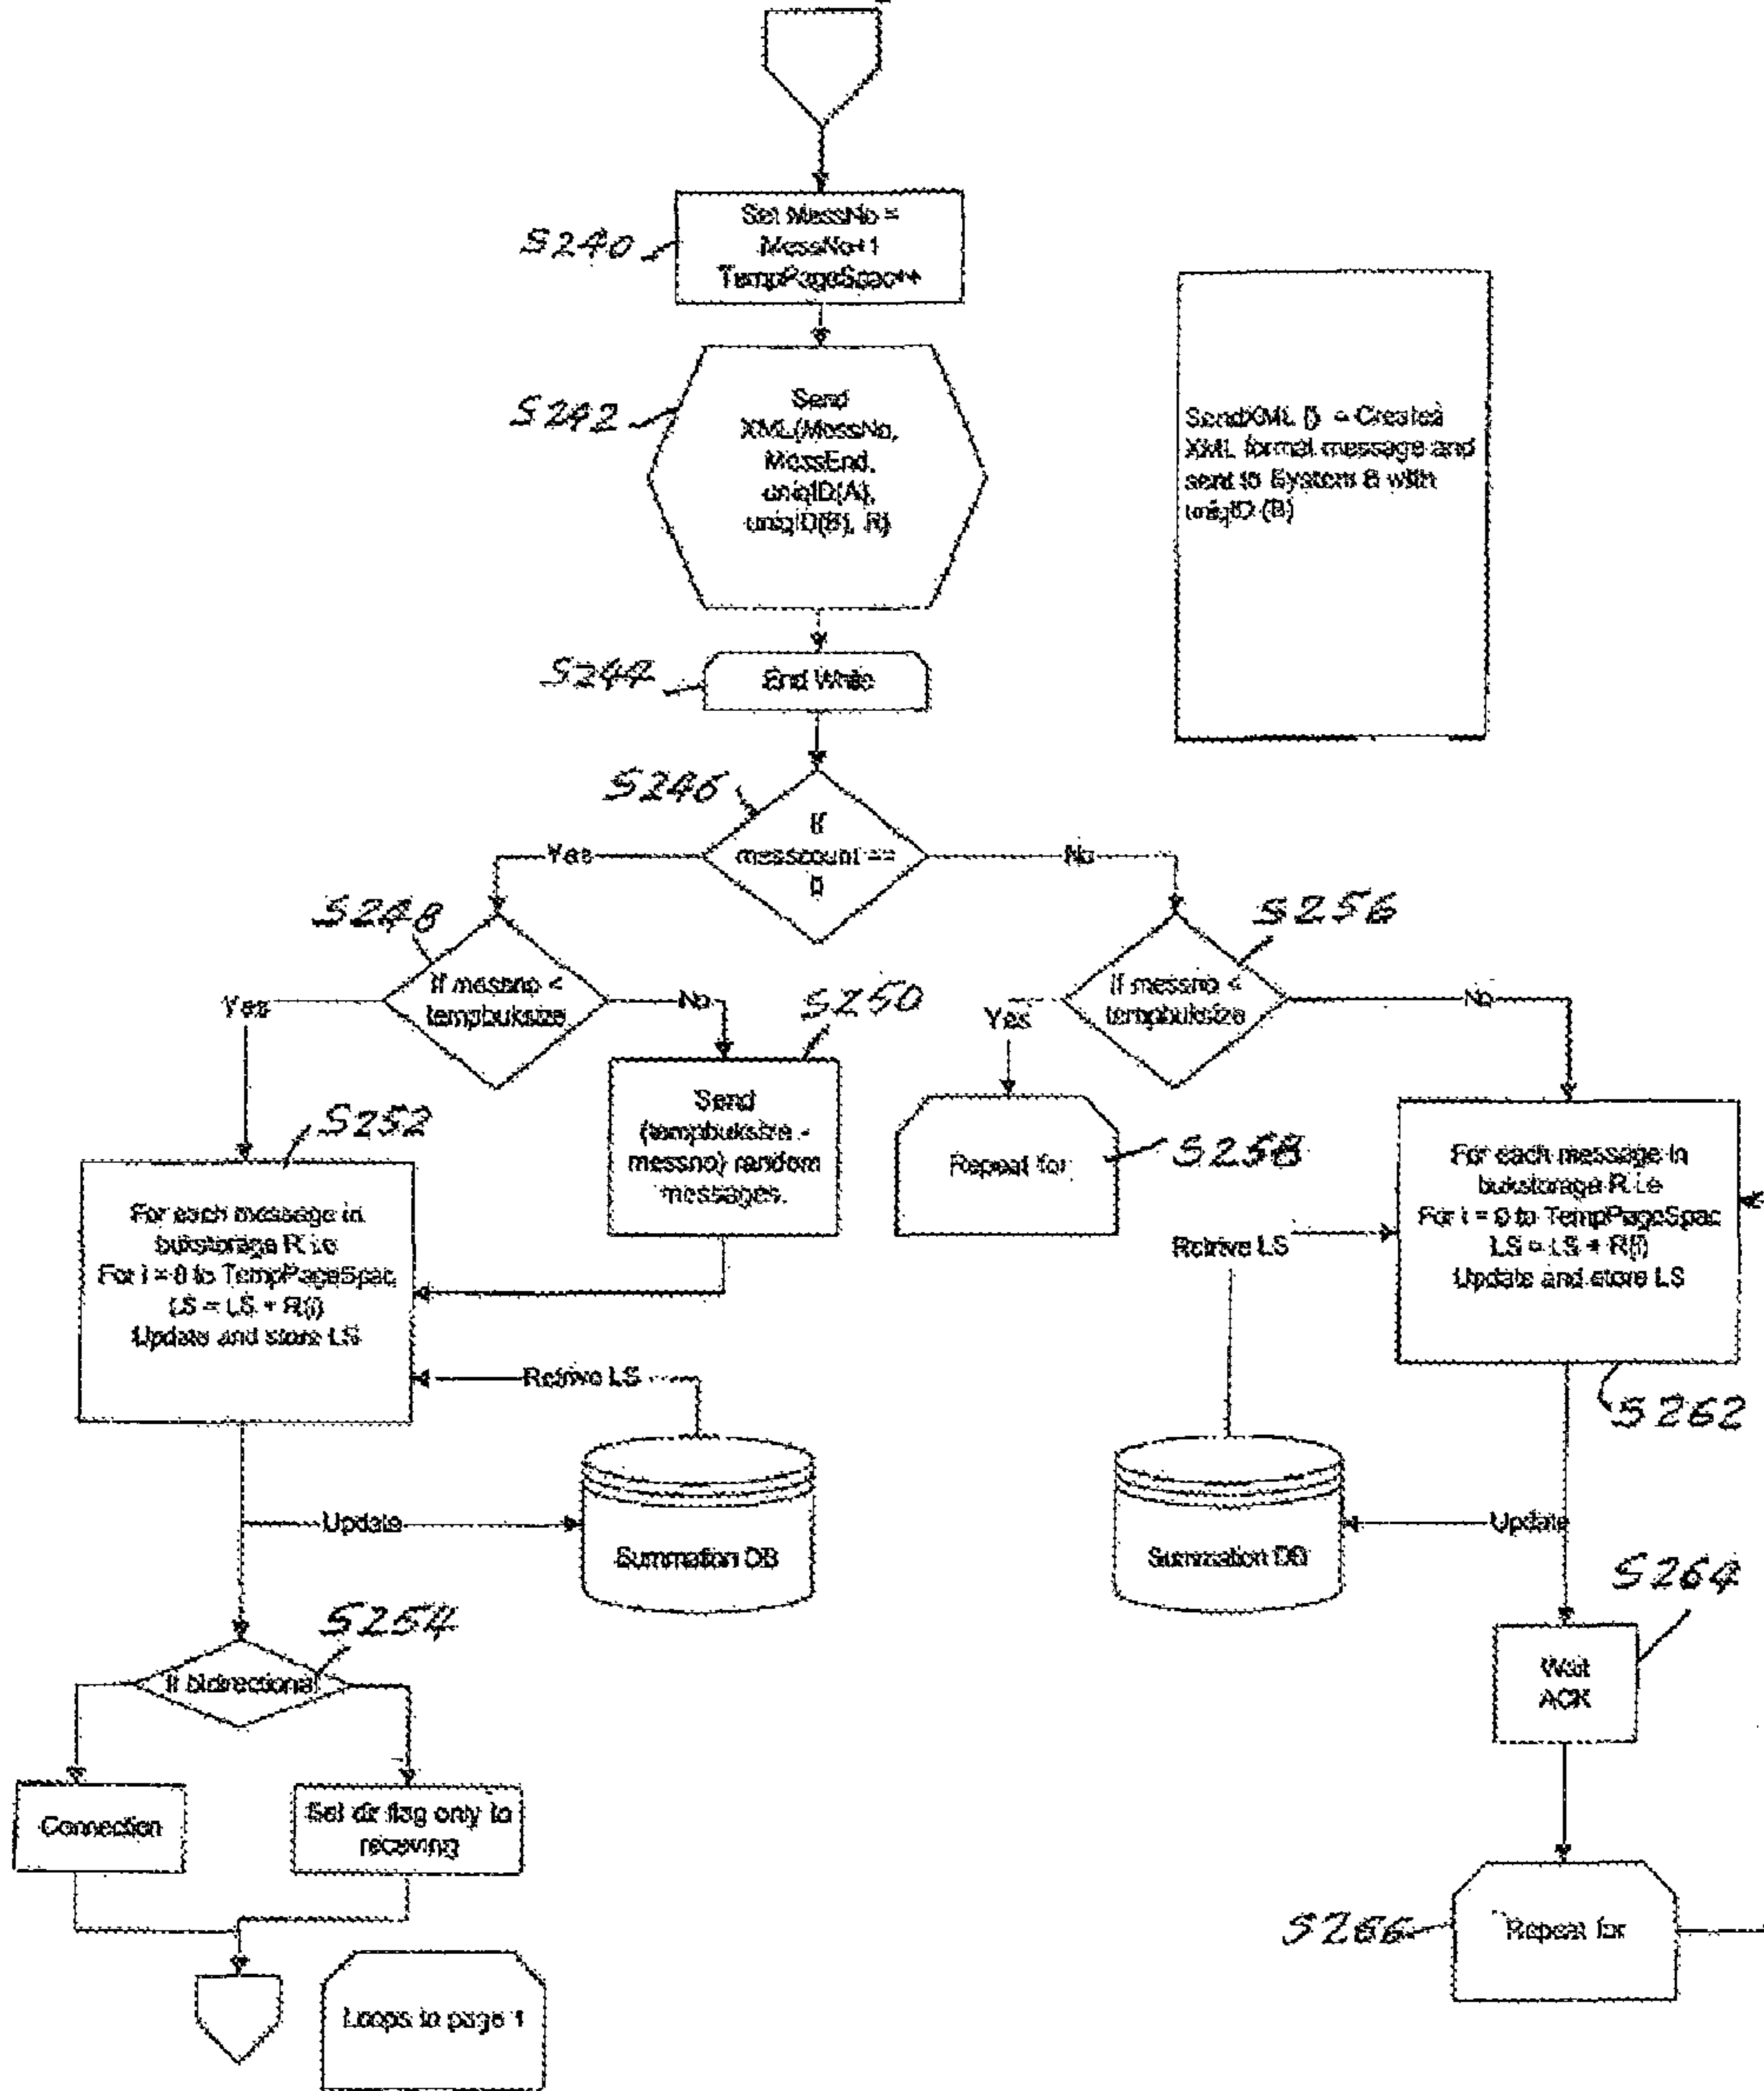 Set MessNo =
MessNo+1
TempPageSpac++
S240
Send
XML(MessNo,
MessEnd,
uniqID(A),
uniqID(B), R)
S242
SendXML () = Created
XML format message and
sent to System B with
uniqID (B)
End While
S244
If
messcount ==
0
S246
Yes
No
If messno <
tempbuksize
S248
Yes
No
Send
(tempbuksize -
messno) random
messages.
S250
If messno <
tempbuksize
S256
Yes
No
Repeat for
S258
For each message in
bukstorage R i.e
For i = 0 to TempPageSpac
LS = LS + R(i)
Update and store LS
S252
For each message in
bukstorage R i.e
For i = 0 to TempPageSpac
LS = LS + R(i)
Update and store LS
S262
Retrive LS
Retrive LS
Update
Summation DB
Summation DB
Update
If bidirectional
S254
Wait
ACK
S264
Connection
Set dir flag only to
receving
Repeat for
S266
Loops to page 1